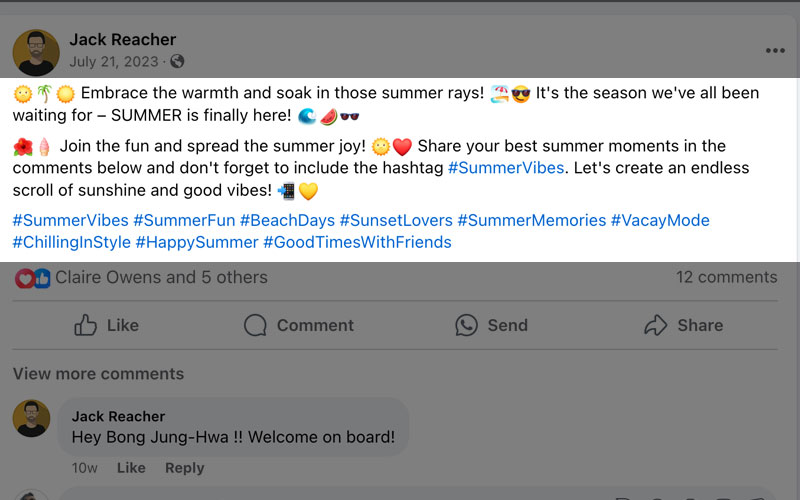 Jack Reacher
July 21, 2023 ·
🌞🌴☀️ Embrace the warmth and soak in those summer rays! 🏖️😎 It's the season we've all been
waiting for – SUMMER is finally here! 🌊🍉🕶️
🌺🍦 Join the fun and spread the summer joy! 🌞❤️ Share your best summer moments in the
comments below and don't forget to include the hashtag #SummerVibes. Let's create an endless
scroll of sunshine and good vibes! 📲💛
#SummerVibes #SummerFun #BeachDays #SunsetLovers #SummerMemories #VacayMode
#ChillingInStyle #HappySummer #GoodTimesWithFriends
Claire Owens and 5 others 12 comments
Like Comment Send Share
View more comments
Jack Reacher
Hey Bong Jung-Hwa !! Welcome on board!
10w Like Reply